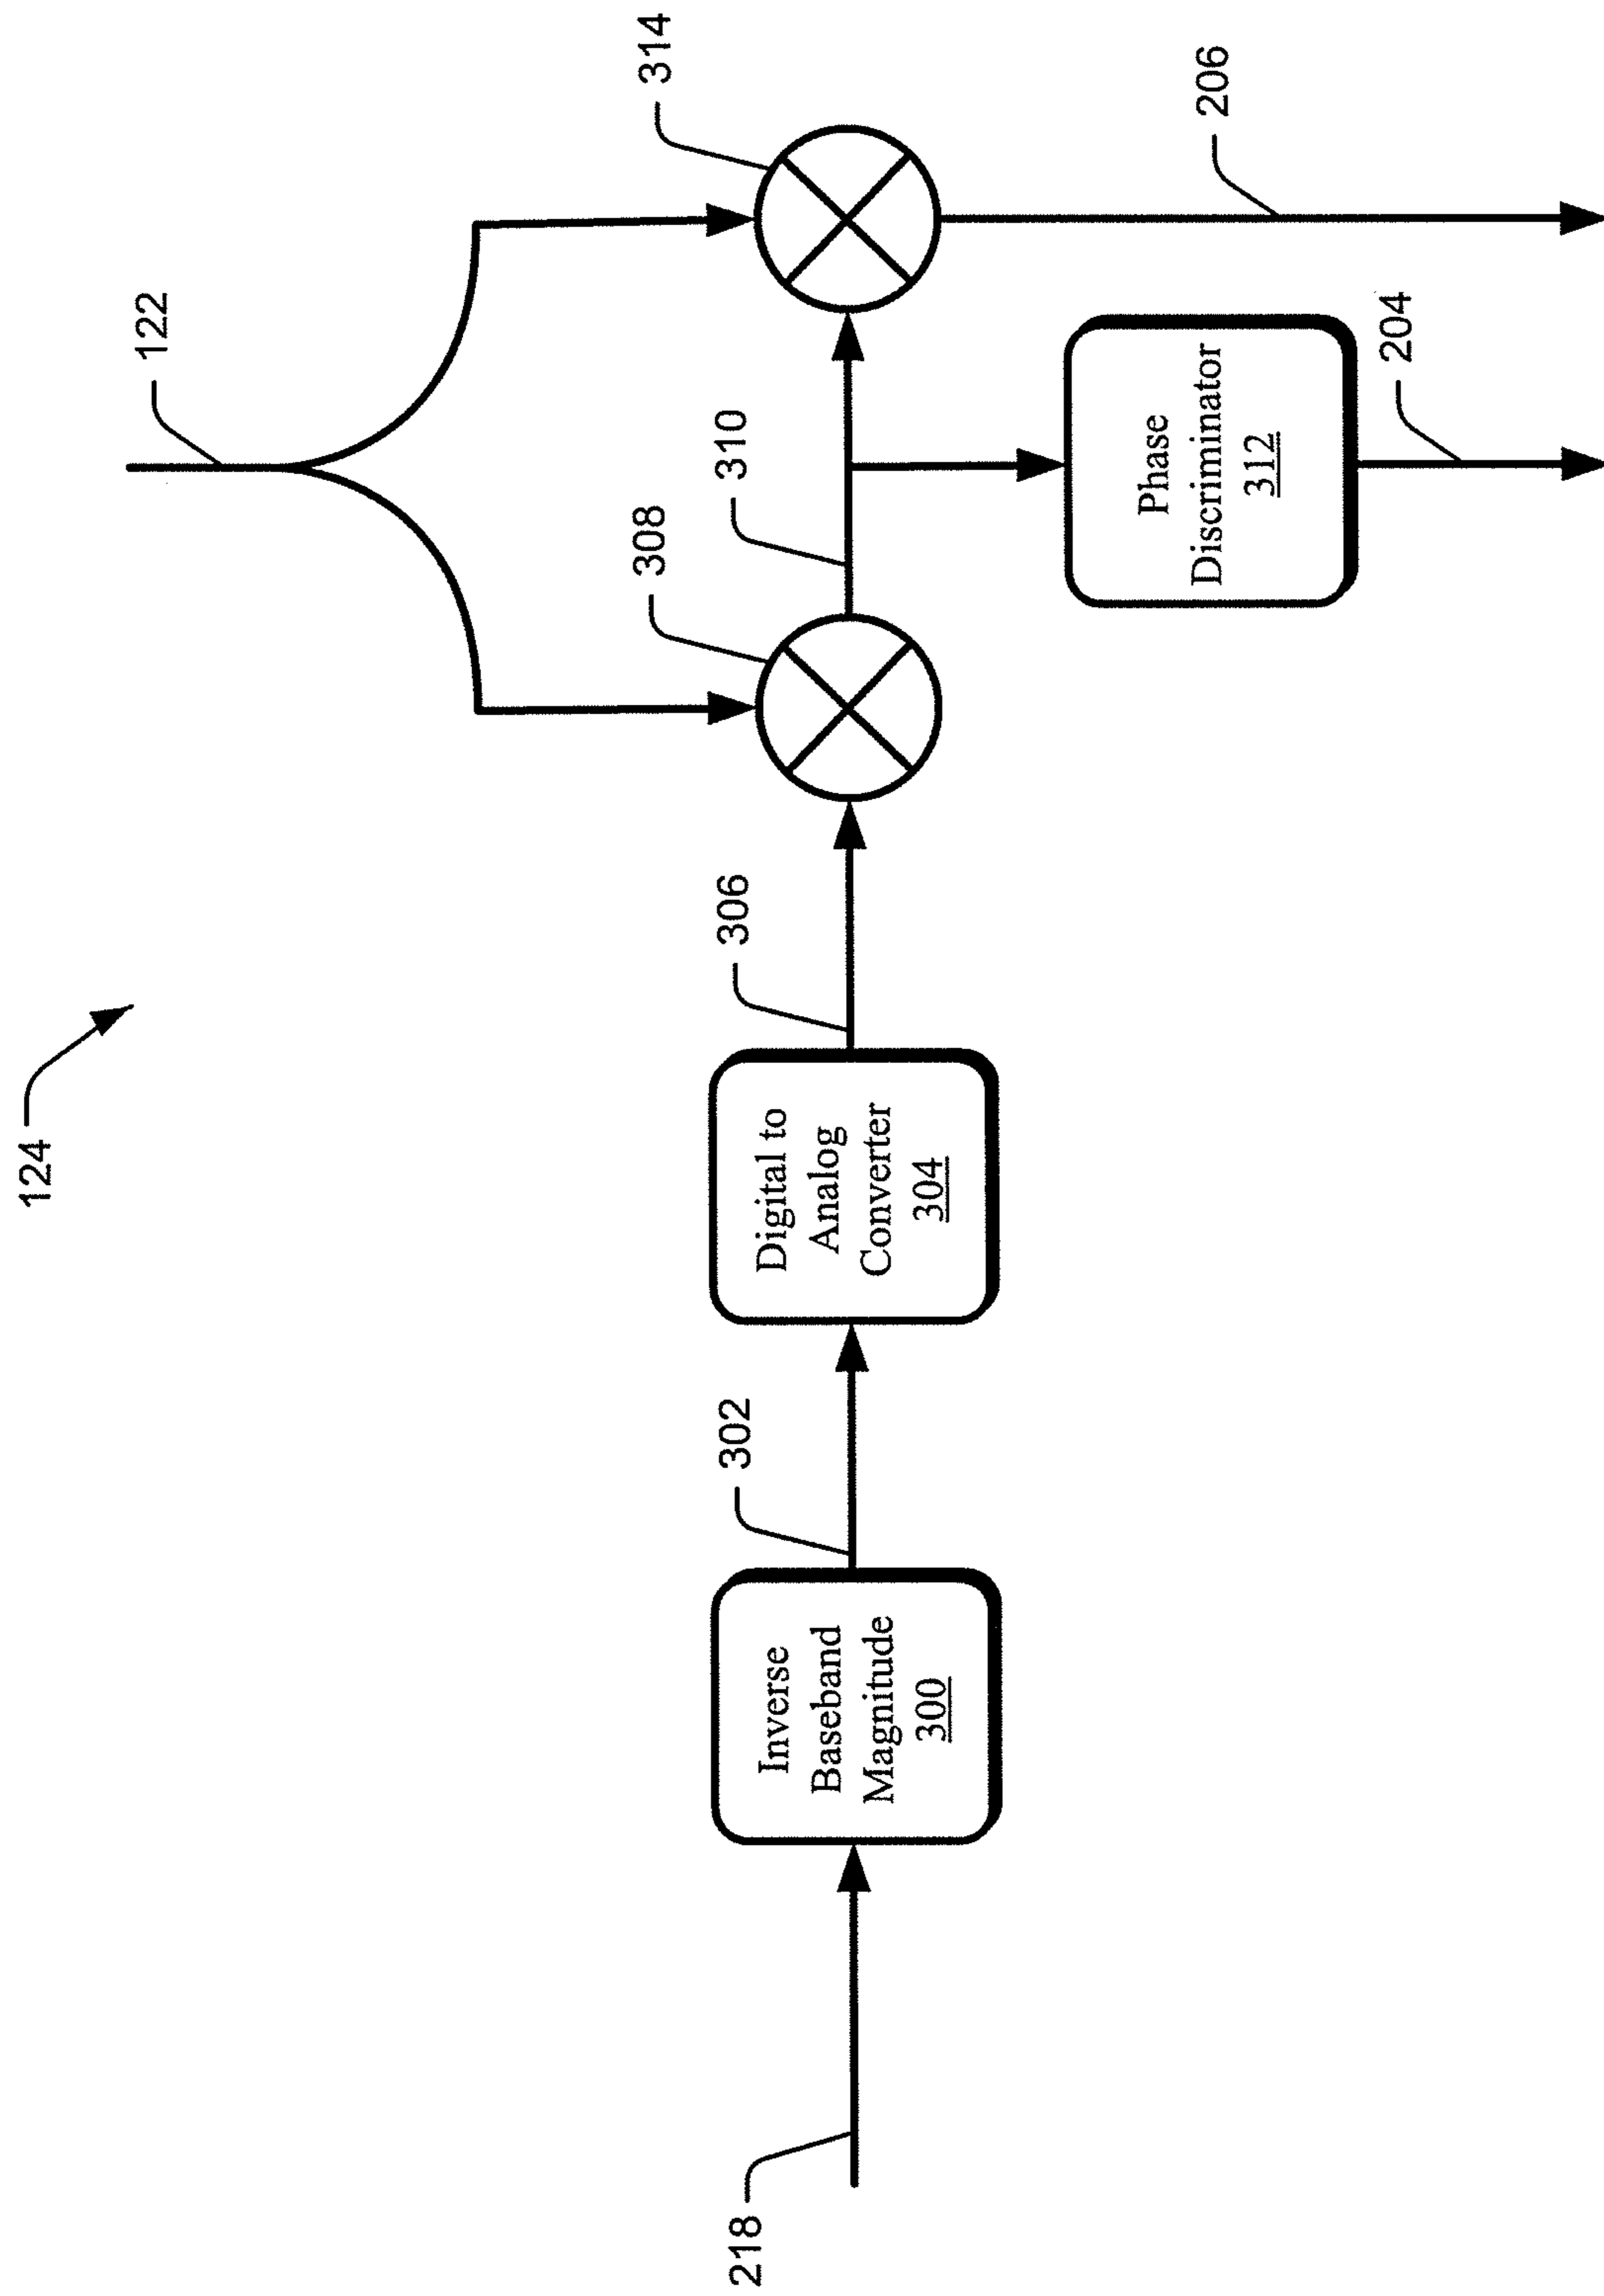 124
122
314
308
310
306
302
218
Inverse
Baseband
Magnitude
300
Digital to
Analog
Converter
304
Phase
Discriminator
312
204
206